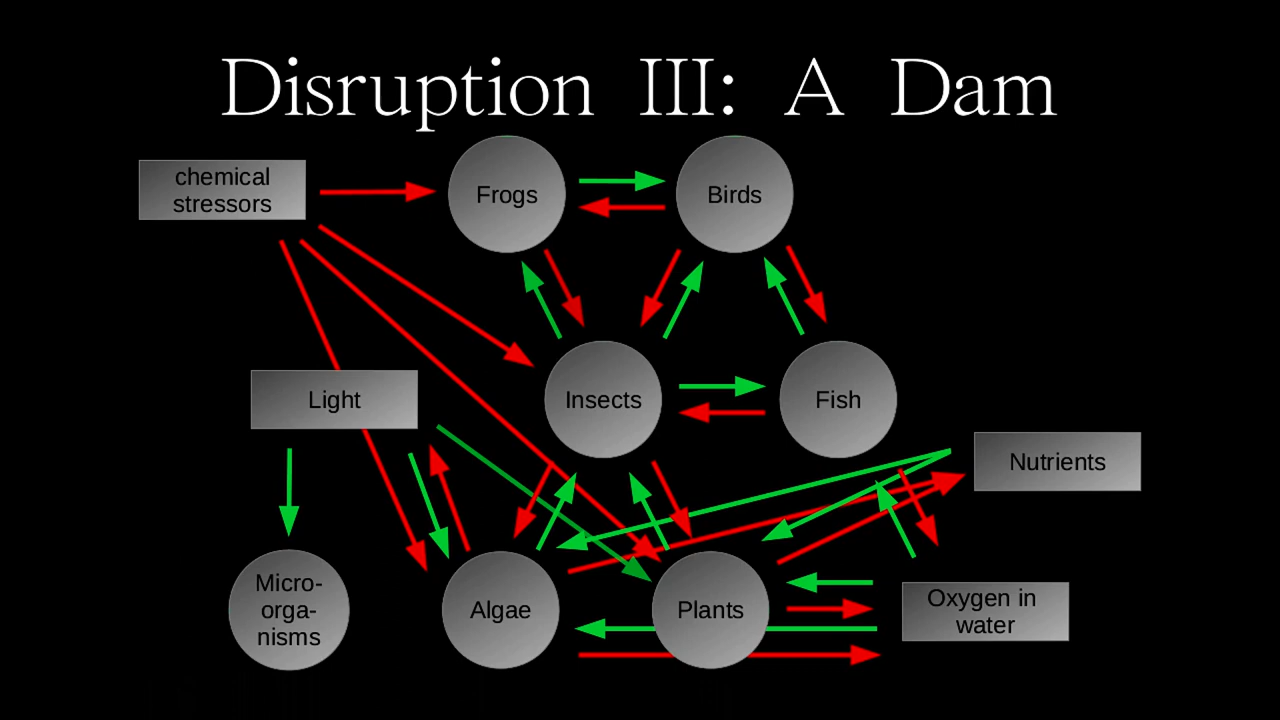 Disruption III: A Dam
chemical
stressors
Frogs
Birds
Light
Insects
Fish
Nutrients
Micro-
orga-
nisms
Algae
Plants
Oxygen in
water